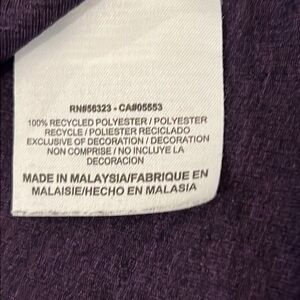 RN#56323 - CA#05553
100% RECYCLED POLYESTER / POLYESTER
RECYCLE / POLIESTER RECICLADO
EXCLUSIVE OF DECORATION / DECORATION
NON COMPRISE / NO INCLUYE LA
DECORACION
MADE IN MALAYSIA/FABRIQUE EN
MALAISIE/HECHO EN MALASIA